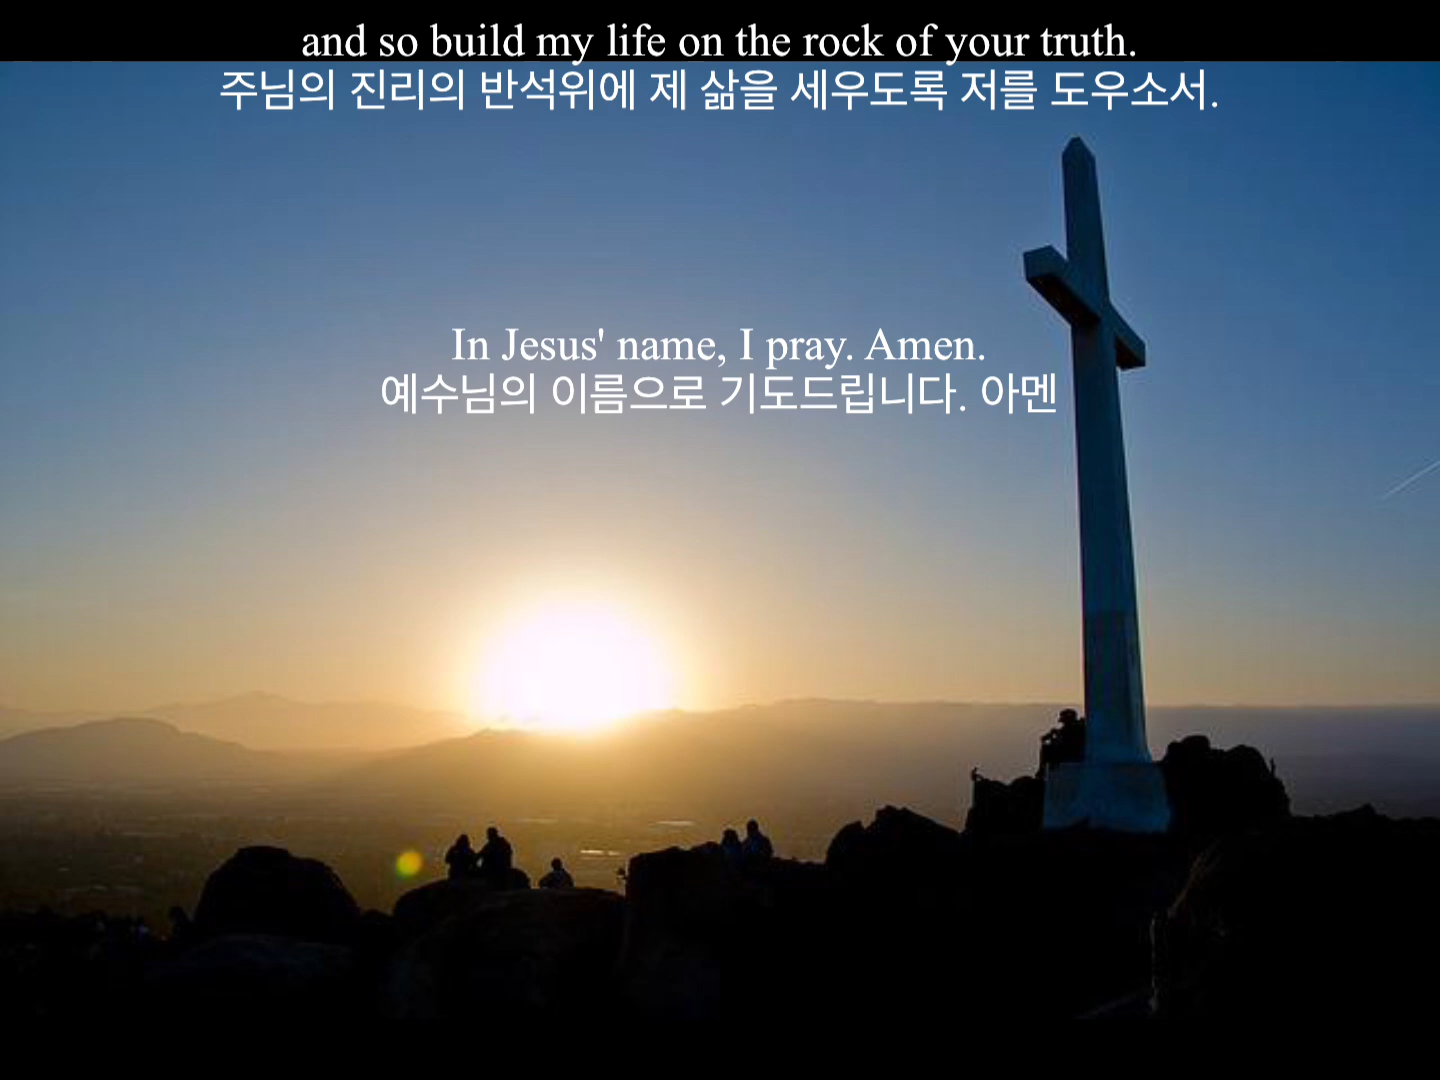 and so build my life on the rock of your truth.
주님의 진리의 반석위에 제 삶을 세우도록 저를 도우소서.
In Jesus' name, I pray. Amen.
예수님의 이름으로 기도드립니다. 아멘